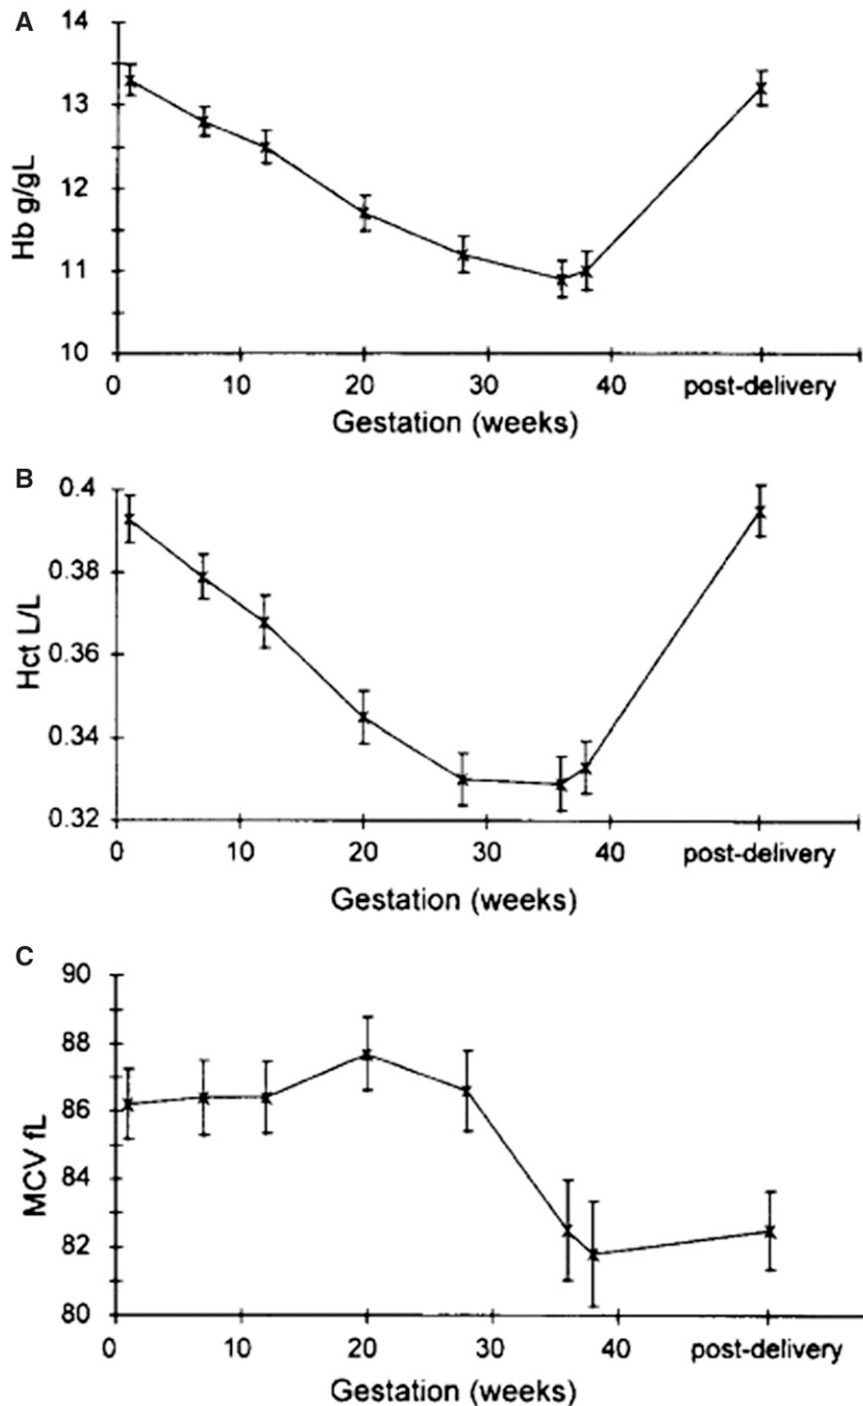 A
14
13
12
11
10
Hb g/gL
0 10 20 30 40 post-delivery
Gestation (weeks)
B
0.4
0.38
0.36
0.34
0.32
Hct L/L
0 10 20 30 40 post-delivery
Gestation (weeks)
C
90
88
86
84
82
80
MCV fL
0 10 20 30 40 post-delivery
Gestation (weeks)